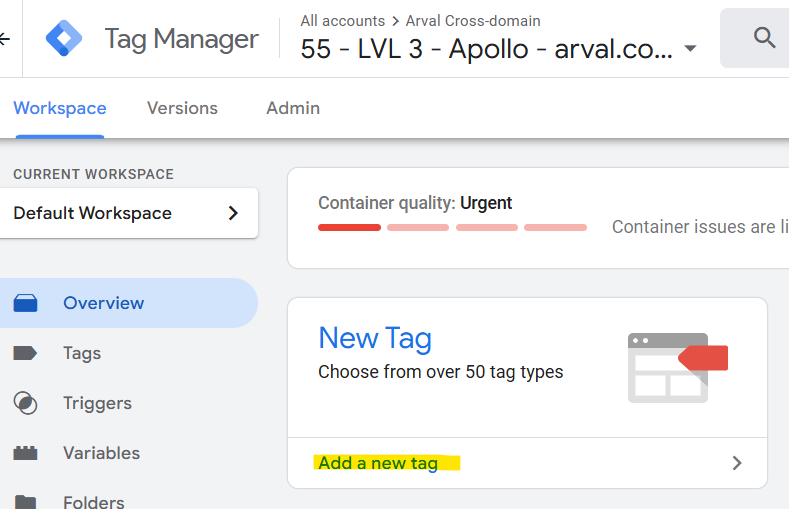 All accounts > Arval Cross-domain
Tag Manager
55 - LVL 3 - Apollo - arval.co...
Workspace
Versions
Admin
CURRENT WORKSPACE
Default Workspace
Container quality: Urgent
Container issues are li
Overview
Tags
Triggers
Variables
Folders
New Tag
Choose from over 50 tag types
Add a new tag